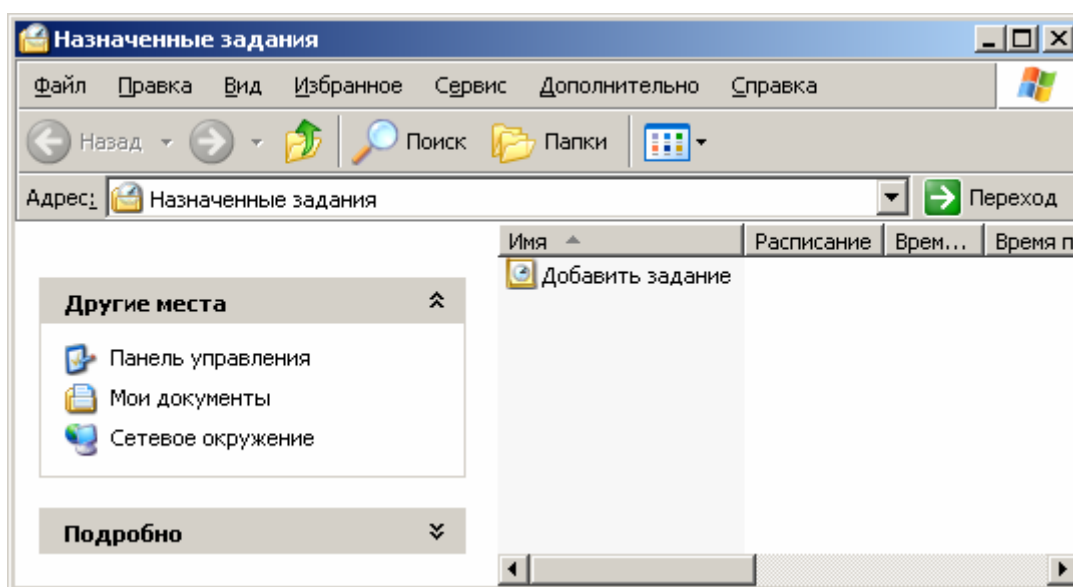 Назначенные задания
Файл Правка Вид Избранное Сервис Дополнительно Справка
Назад Поиск Папки
Адрес: Назначенные задания Переход
Имя Расписание Врем... Время п
Добавить задание
Другие места
Панель управления
Мои документы
Сетевое окружение
Подробно